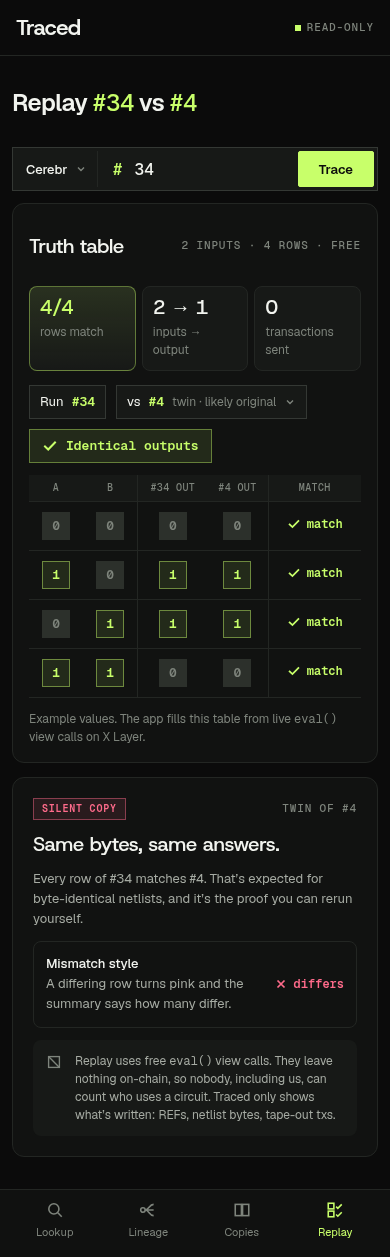 Traced
READ-ONLY
Replay #34 vs #4
Cerebr # 34 Trace
Truth table 2 INPUTS · 4 ROWS · FREE
4/4
rows match
2 → 1
inputs →
output
0
transactions
sent
Run #34 vs #4 twin · likely original
Identical outputs
A B #34 OUT #4 OUT MATCH
0 0 0 0 match
1 0 1 1 match
0 1 1 1 match
1 1 0 0 match
Example values. The app fills this table from live eval()
view calls on X Layer.
SILENT COPY TWIN OF #4
Same bytes, same answers.
Every row of #34 matches #4. That's expected for
byte-identical netlists, and it's the proof you can rerun
yourself.
Mismatch style
A differing row turns pink and the
summary says how many differ.
× differs
Replay uses free eval() view calls. They leave
nothing on-chain, so nobody, including us, can
count who uses a circuit. Traced only shows
what's written: REFs, netlist bytes, tape-out txs.
Lookup Lineage Copies Replay